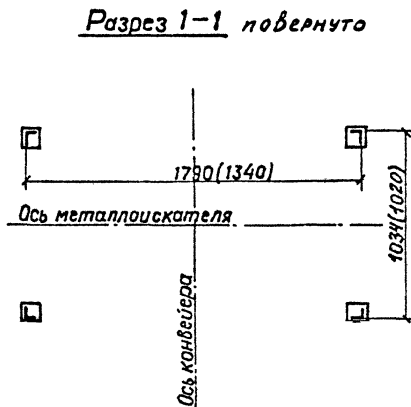 Разрез 1-1 повернуто
1790(1340)
Ось металлоискателя
1034(1020)
Ось конвейера